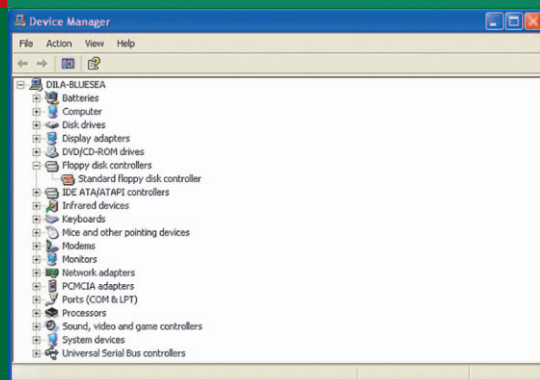 Device Manager
File Action View Help
DILA-BLUESEA
Batteries
Computer
Disk drives
Display adapters
DVD/CD-ROM drives
Floppy disk controllers
Standard floppy disk controller
IDE ATA/ATAPI controllers
Infrared devices
Keyboards
Mice and other pointing devices
Modems
Monitors
Network adapters
PCMCIA adapters
Ports (COM & LPT)
Processors
Sound, video and game controllers
System devices
Universal Serial Bus controllers